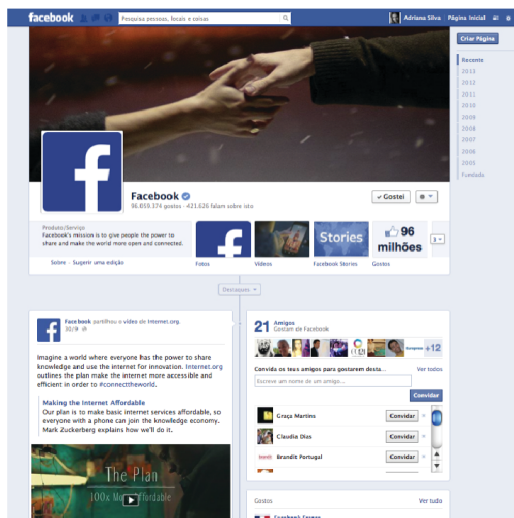 facebook
Pesquisa pessoas, locais e coisas
Adriana Silva
Página Inicial
Criar Página
Recente
2013
2012
2011
2010
2009
2008
2007
2006
2005
Fundada
Facebook
96.059.374 gostos · 421.626 falam sobre isto
Gostei
Produto/Serviço
Facebook's mission is to give people the power to
share and make the world more open and connected.
Sobre - Sugerir uma edição
Fotos
Vídeos
Stories
Facebook Stories
96
milhões
Gostos
Destaques
Facebook partilhou o vídeo de Internet.org.
30/9
Imagine a world where everyone has the power to share
knowledge and use the internet for innovation. Internet.org
outlines the plan make the internet more accessible and
efficient in order to #connecttheworld.
Making the Internet Affordable
Our plan is to make basic internet services affordable, so
everyone with a phone can join the knowledge economy.
Mark Zuckerberg explains how we'll do it.
The Plan
100x More Affordable
21 Amigos
Gostam de Facebook
+12
Convida os teus amigos para gostarem desta...
Ver todos
Escreve um nome de um amigo...
Convidar
Graça Martins
Convidar
Claudia Dias
Convidar
Brandit Portugal
Convidar
Gostos
Ver tudo